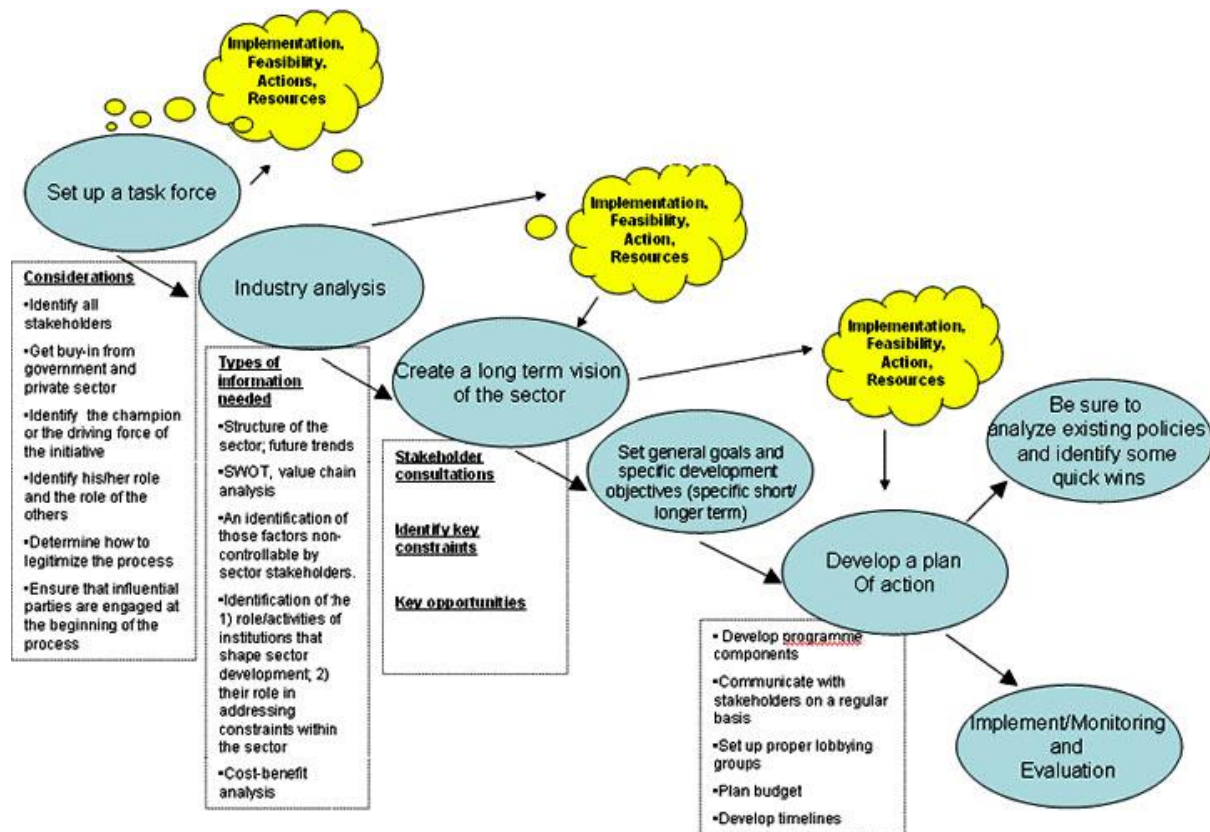 Implementation,
Feasibility,
Actions,
Resources
Set up a task force
Considerations
•Identify all
stakeholders
•Get buy-in from
government and
private sector
•Identify the champion
or the driving force of
the initiative
•Identify his/her role
and the role of the
others
•Determine how to
legitimize the process
•Ensure that influential
parties are engaged at
the beginning of the
process
Industry analysis
Types of
information
needed
•Structure of the
sector; future trends
•SWOT, value chain
analysis
•An identification of
those factors non-
controllable by
sector stakeholders.
•Identification of the
1) role/activities of
institutions that
shape sector
development; 2)
their role in
addressing
constraints within
the sector
•Cost-benefit
analysis
Implementation,
Feasibility,
Action,
Resources
Create a long term vision
of the sector
Stakeholder
consultations
Identify key
constraints
Key opportunities
Set general goals and
specific development
objectives (specific short/
longer term)
Implementation,
Feasibility,
Action,
Resources
Develop a plan
Of action
•Develop programme
components
•Communicate with
stakeholders on a regular
basis
•Set up proper lobbying
groups
•Plan budget
•Develop timelines
Be sure to
analyze existing policies
and identify some
quick wins
Implement/Monitoring
and
Evaluation